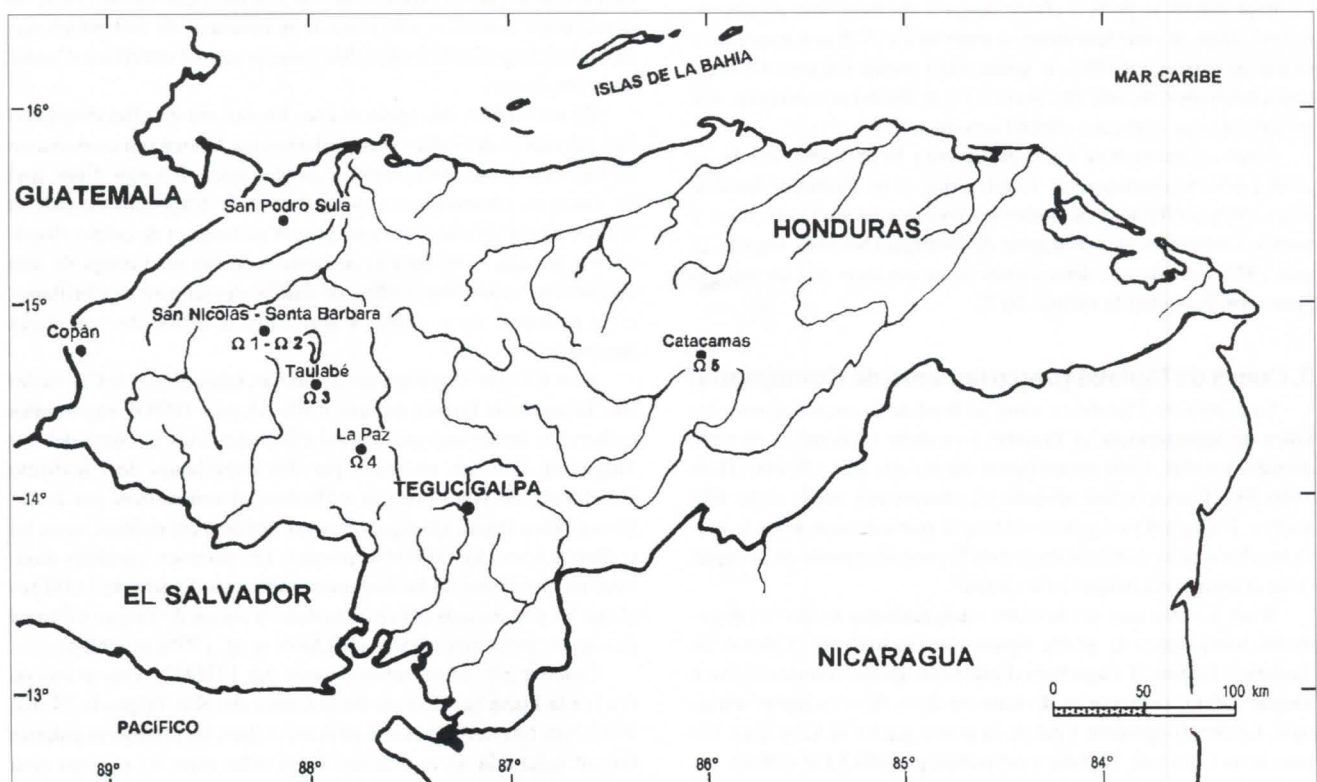 ISLAS DE LA BAHIA
MAR CARIBE
16°
GUATEMALA
San Pedro Sula
HONDURAS
15°
San Nicolás - Santa Bárbara
Copán
Ω 1 - Ω 2
Catacamas
Ω 5
Taulabé
Ω 3
La Paz
Ω 4
TEGUCIGALPA
14°
EL SALVADOR
NICARAGUA
0 50 100 km
13°
PACIFICO
89° 88° 87° 86° 85° 84°